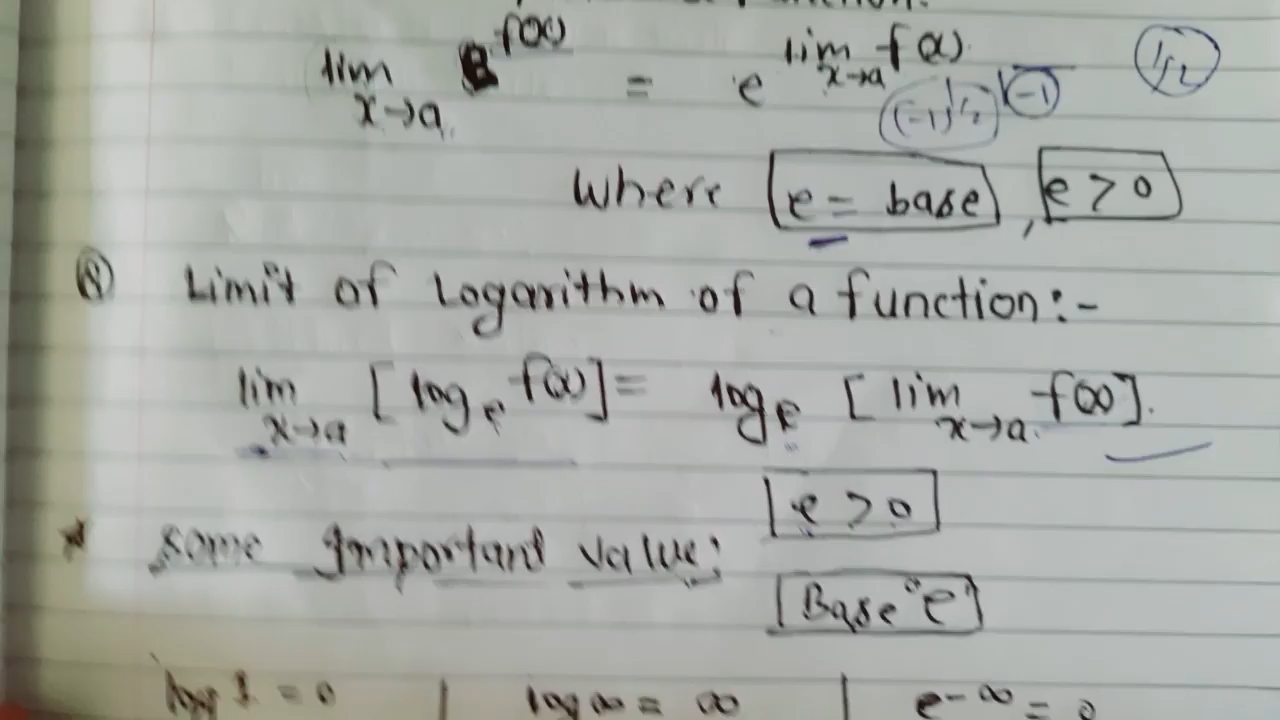 function.
lim x→a e^f(x) = e^lim x→a f(x) (1/2)
(-1)^1/2 √-1
where e = base, e > 0
⑧ Limit of Logarithm of a function:-
lim x→a [log_e f(x)] = log_e [lim x→a f(x)].
e > 0
* some Important value:
[Base "e"]
log 1 = 0 | log ∞ = ∞ | e^-∞ = 0